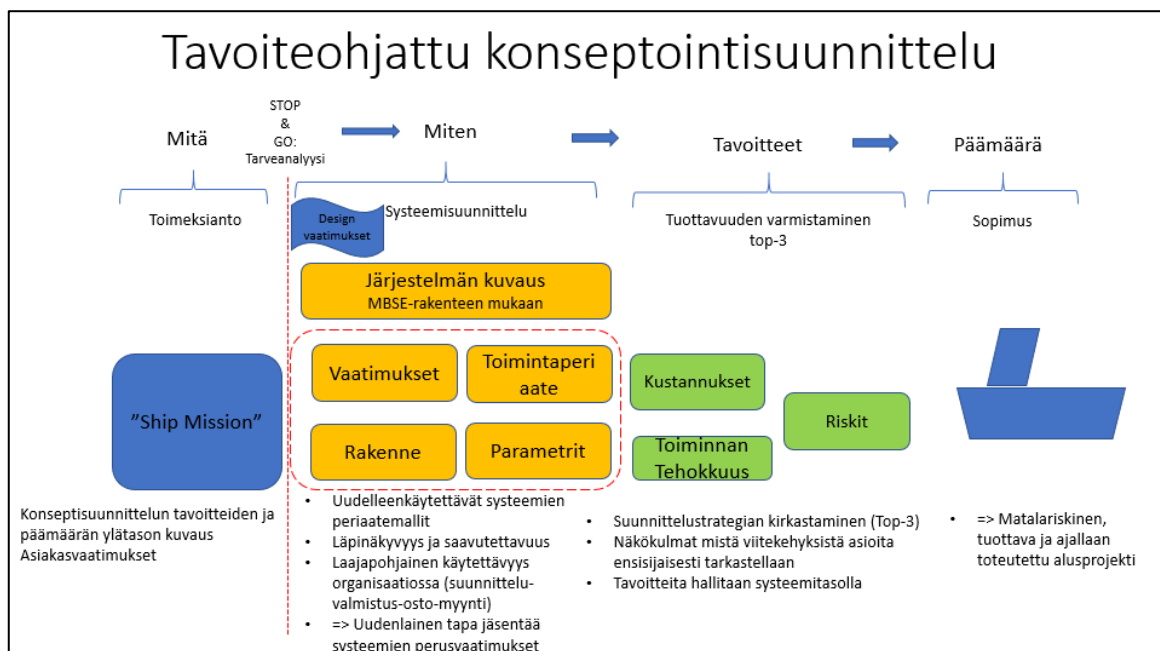 Tavoiteohjattu konseptointisuunnittelu
Mitä
STOP
&
GO:
Tarveanalyysi
Miten
Tavoitteet
Päämäärä
Toimeksianto
Design
vaatimukset
Systeemisuunnittelu
Tuottavuuden varmistaminen
top-3
Sopimus
Järjestelmän kuvaus
MBSE-rakenteen mukaan
"Ship Mission"
Vaatimukset
Toimintaperi
aate
Rakenne
Parametrit
Kustannukset
Toiminnan
Tehokkuus
Riskit
Konseptisuunnittelun tavoitteiden ja
päämäärän ylätason kuvaus
Asiakasvaatimukset
• Uudelleenkäytettävät systeemien
periaatemallit
• Läpinäkyvyys ja saavutettavuus
• Laajapohjainen käytettävyys
organisaatiossa (suunnittelu-
valmistus-osto-myynti)
• => Uudenlainen tapa jäsentää
systeemien perusvaatimukset
• Suunnittelustrategian kirkastaminen (Top-3)
• Näkökulmat mistä viitekehyksistä asioita
ensisijaisesti tarkastellaan
• Tavoitteita hallitaan systeemitasolla
• => Matalariskinen,
tuottava ja ajallaan
toteutettu alusprojekti